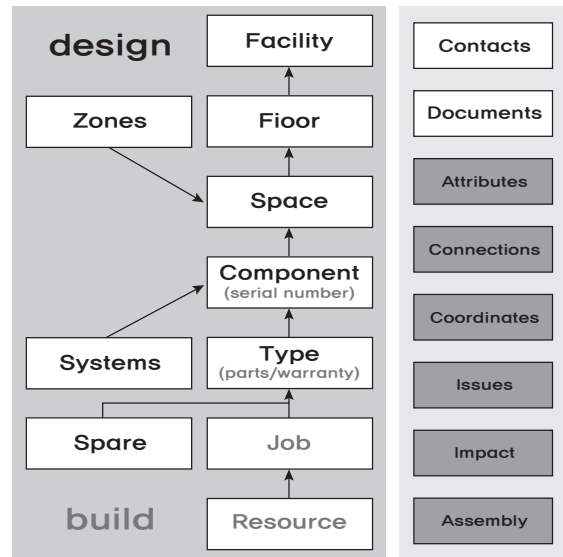 design
Facility
Zones
Fioor
Space
Component
(serial number)
Systems
Type
(parts/warranty)
Spare
Job
build
Resource
Contacts
Documents
Attributes
Connections
Coordinates
Issues
Impact
Assembly